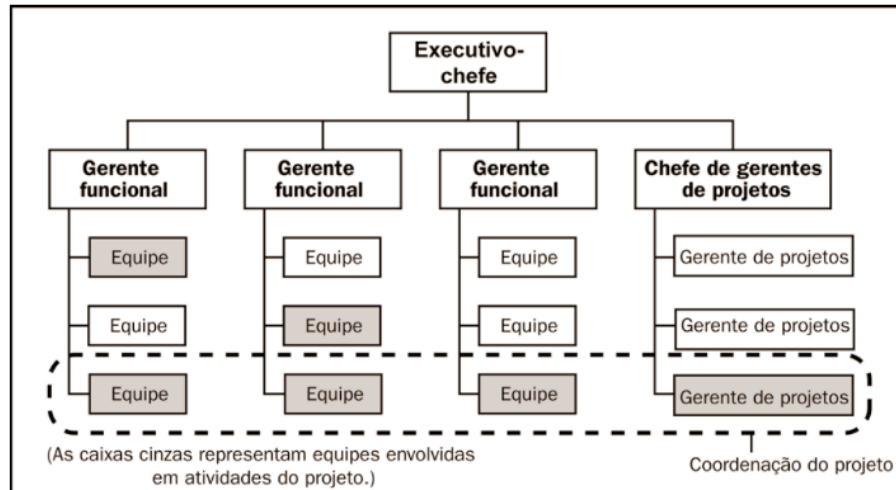 Executivo-
chefe
Gerente
funcional
Gerente
funcional
Gerente
funcional
Chefe de gerentes
de projetos
Equipe
Equipe
Equipe
Gerente de projetos
Equipe
Equipe
Equipe
Gerente de projetos
Equipe
Equipe
Equipe
Gerente de projetos
(As caixas cinzas representam equipes envolvidas
em atividades do projeto.)
Coordenação do projeto